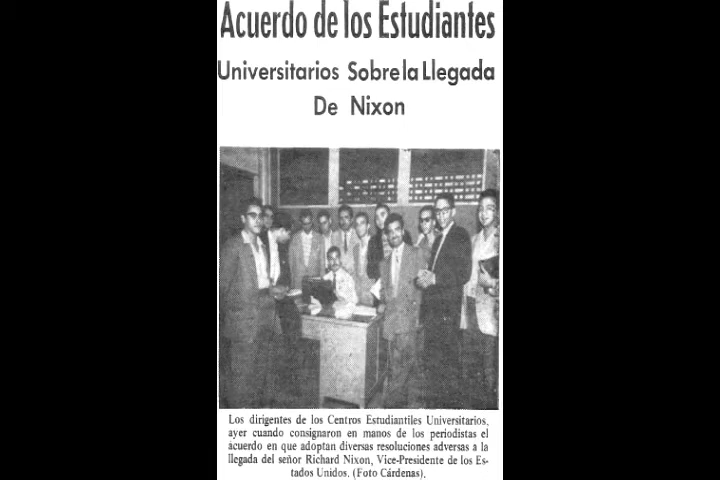 Acuerdo de los Estudiantes
Universitarios Sobre la Llegada
De Nixon
Los dirigentes de los Centros Estudiantiles Universitarios,
ayer cuando consignaron en manos de los periodistas el
acuerdo en que adoptan diversas resoluciones adversas a la
llegada del señor Richard Nixon, Vice-Presidente de los Es-
tados Unidos. (Foto Cárdenas).